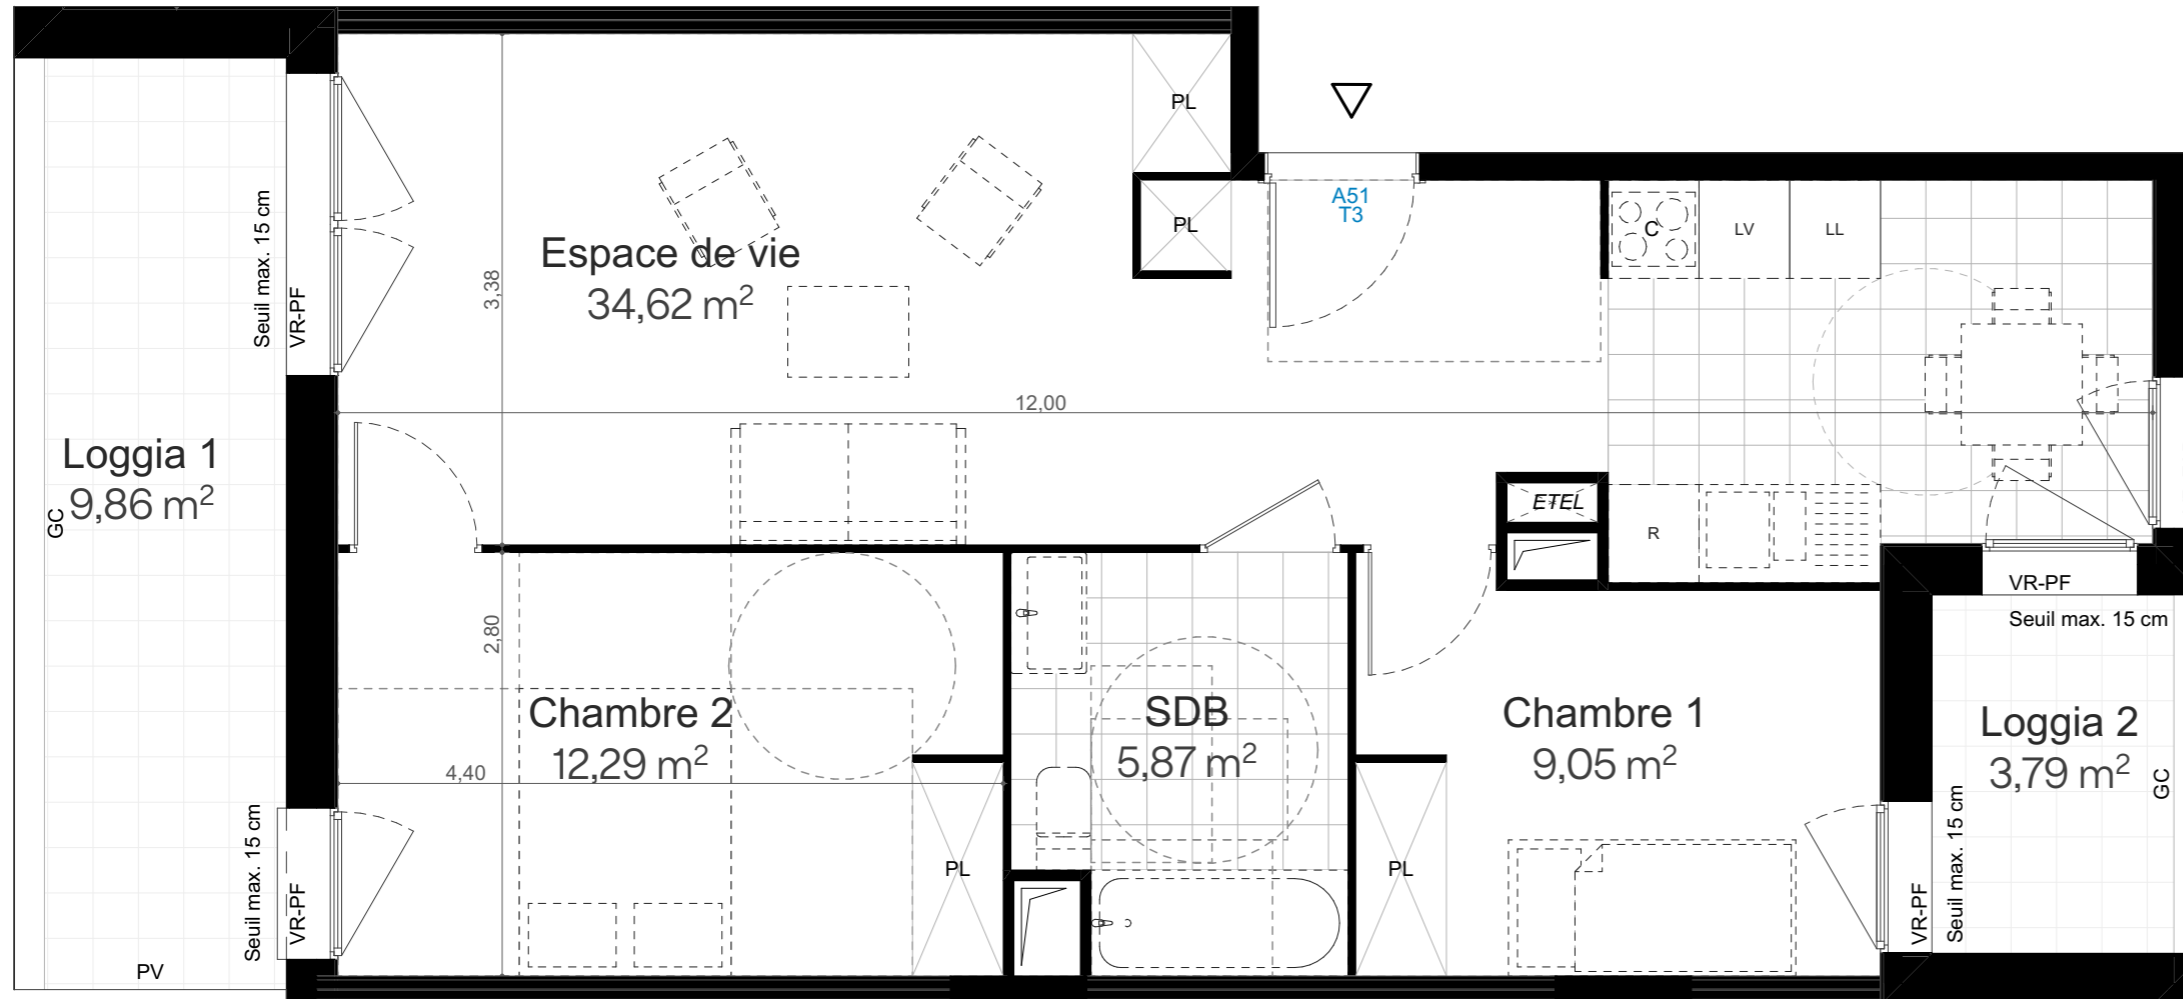 PL
PL
A51
T3
C
LV
LL
Espace de vie
34,62 m²
3,38
Seuil max. 15 cm
VR-PF
12,00
Loggia 1
9,86 m²
GC
ETEL
R
VR-PF
Seuil max. 15 cm
2,80
Chambre 2
12,29 m²
4,40
SDB
5,87 m²
Chambre 1
9,05 m²
Loggia 2
3,79 m²
GC
PL
PL
Seuil max. 15 cm
VR-PF
VR-PF
Seuil max. 15 cm
PV